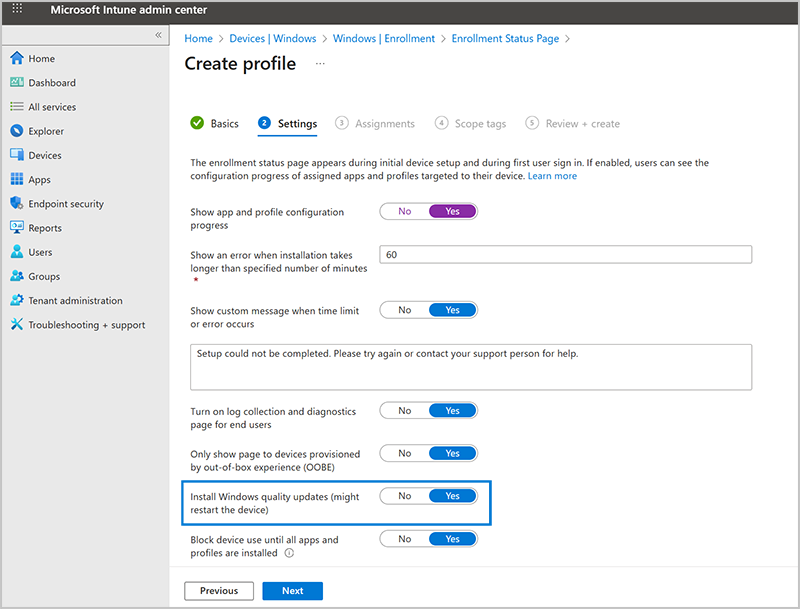 Microsoft Intune admin center
«
Home
Dashboard
All services
Explorer
Devices
Apps
Endpoint security
Reports
Users
Groups
Tenant administration
Troubleshooting + support
Home > Devices | Windows > Windows | Enrollment > Enrollment Status Page >
Create profile ...
Basics 2 Settings 3 Assignments 4 Scope tags 5 Review + create
The enrollment status page appears during initial device setup and during first user sign in. If enabled, users can see the
configuration progress of assigned apps and profiles targeted to their device. Learn more
Show app and profile configuration
progress
No Yes
Show an error when installation takes
longer than specified number of minutes
*
60
Show custom message when time limit
or error occurs
No Yes
Setup could not be completed. Please try again or contact your support person for help.
Turn on log collection and diagnostics
page for end users
No Yes
Only show page to devices provisioned
by out-of-box experience (OOBE)
No Yes
Install Windows quality updates (might
restart the device)
No Yes
Block device use until all apps and
profiles are installed
No Yes
Previous Next